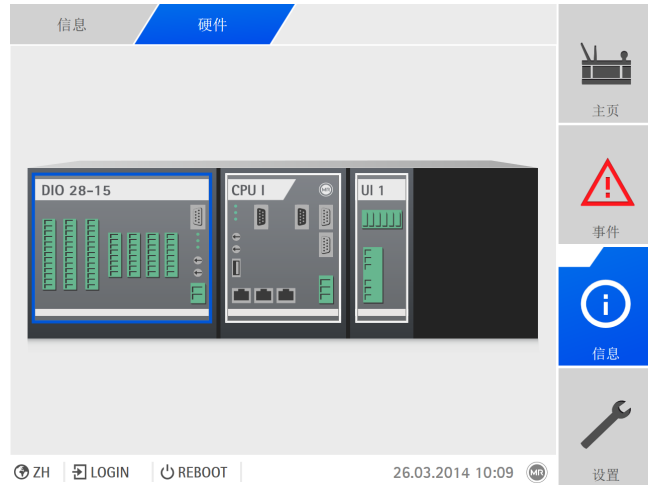 信息
硬件
主页
DIO 28-15
CPU I
MR
UI 1
事件
信息
设置
ZH
LOGIN
REBOOT
26.03.2014 10:09
MR